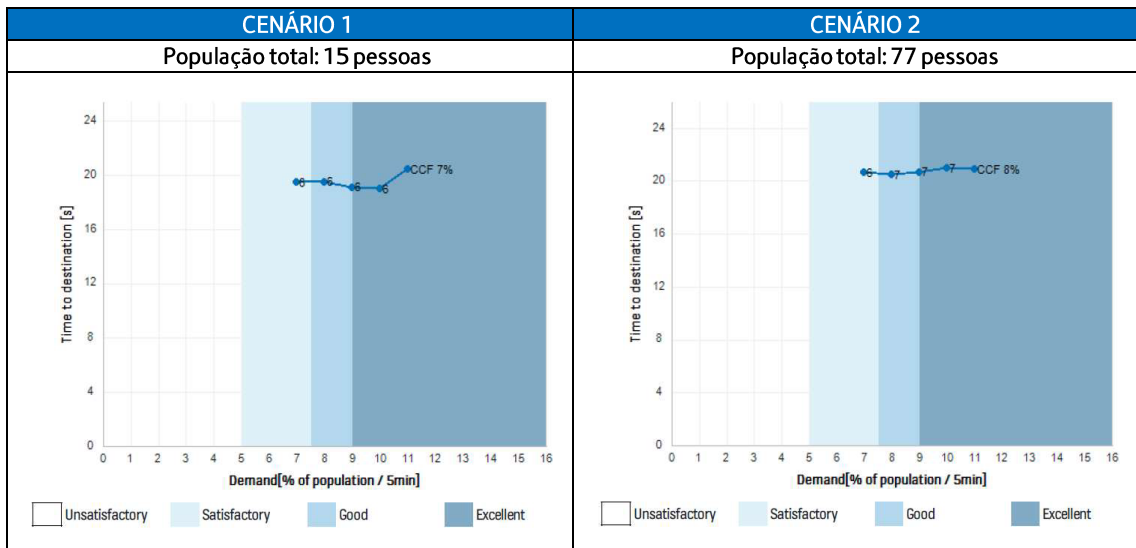 CENÁRIO 1
População total: 15 pessoas
24
20
16
12
8
4
0
Time to destination [s]
6
6
6
6
CCF 7%
0 1 2 3 4 5 6 7 8 9 10 11 12 13 14 15 16
Demand[% of population / 5min]
Unsatisfactory Satisfactory Good Excellent
CENÁRIO 2
População total: 77 pessoas
24
20
16
12
8
4
0
Time to destination [s]
6
7
7
7
CCF 8%
0 1 2 3 4 5 6 7 8 9 10 11 12 13 14 15 16
Demand[% of population / 5min]
Unsatisfactory Satisfactory Good Excellent